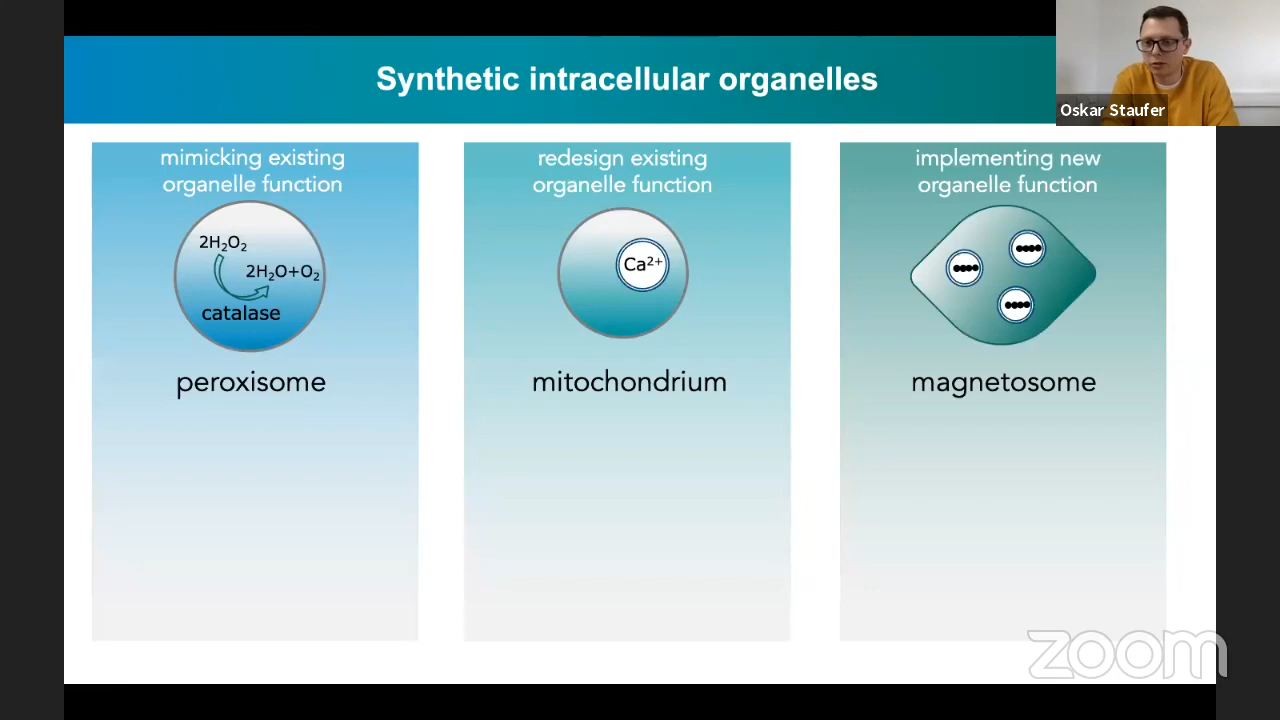 Synthetic intracellular organelles
Oskar Staufer
mimicking existing
organelle function
2H₂O₂
2H₂O+O₂
catalase
peroxisome
redesign existing
organelle function
Ca²⁺
mitochondrium
implementing new
organelle function
magnetosome
zoom